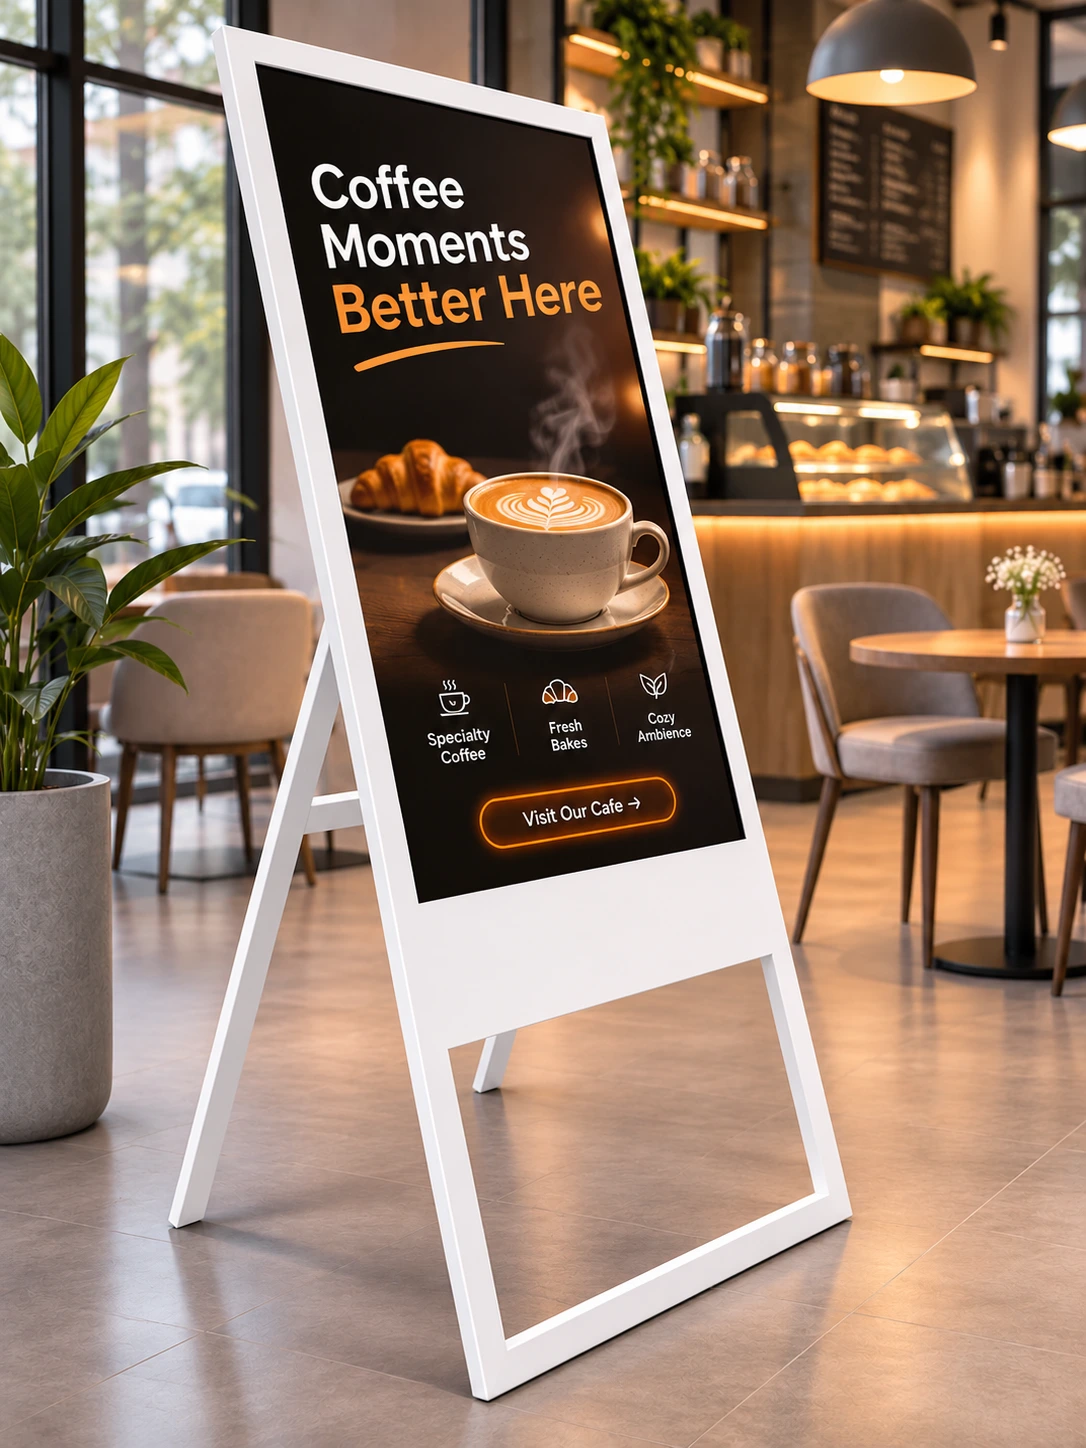 Coffee
Moments
Better Here
Specialty
Coffee
Fresh
Bakes
Cozy
Ambience
Visit Our Cafe →